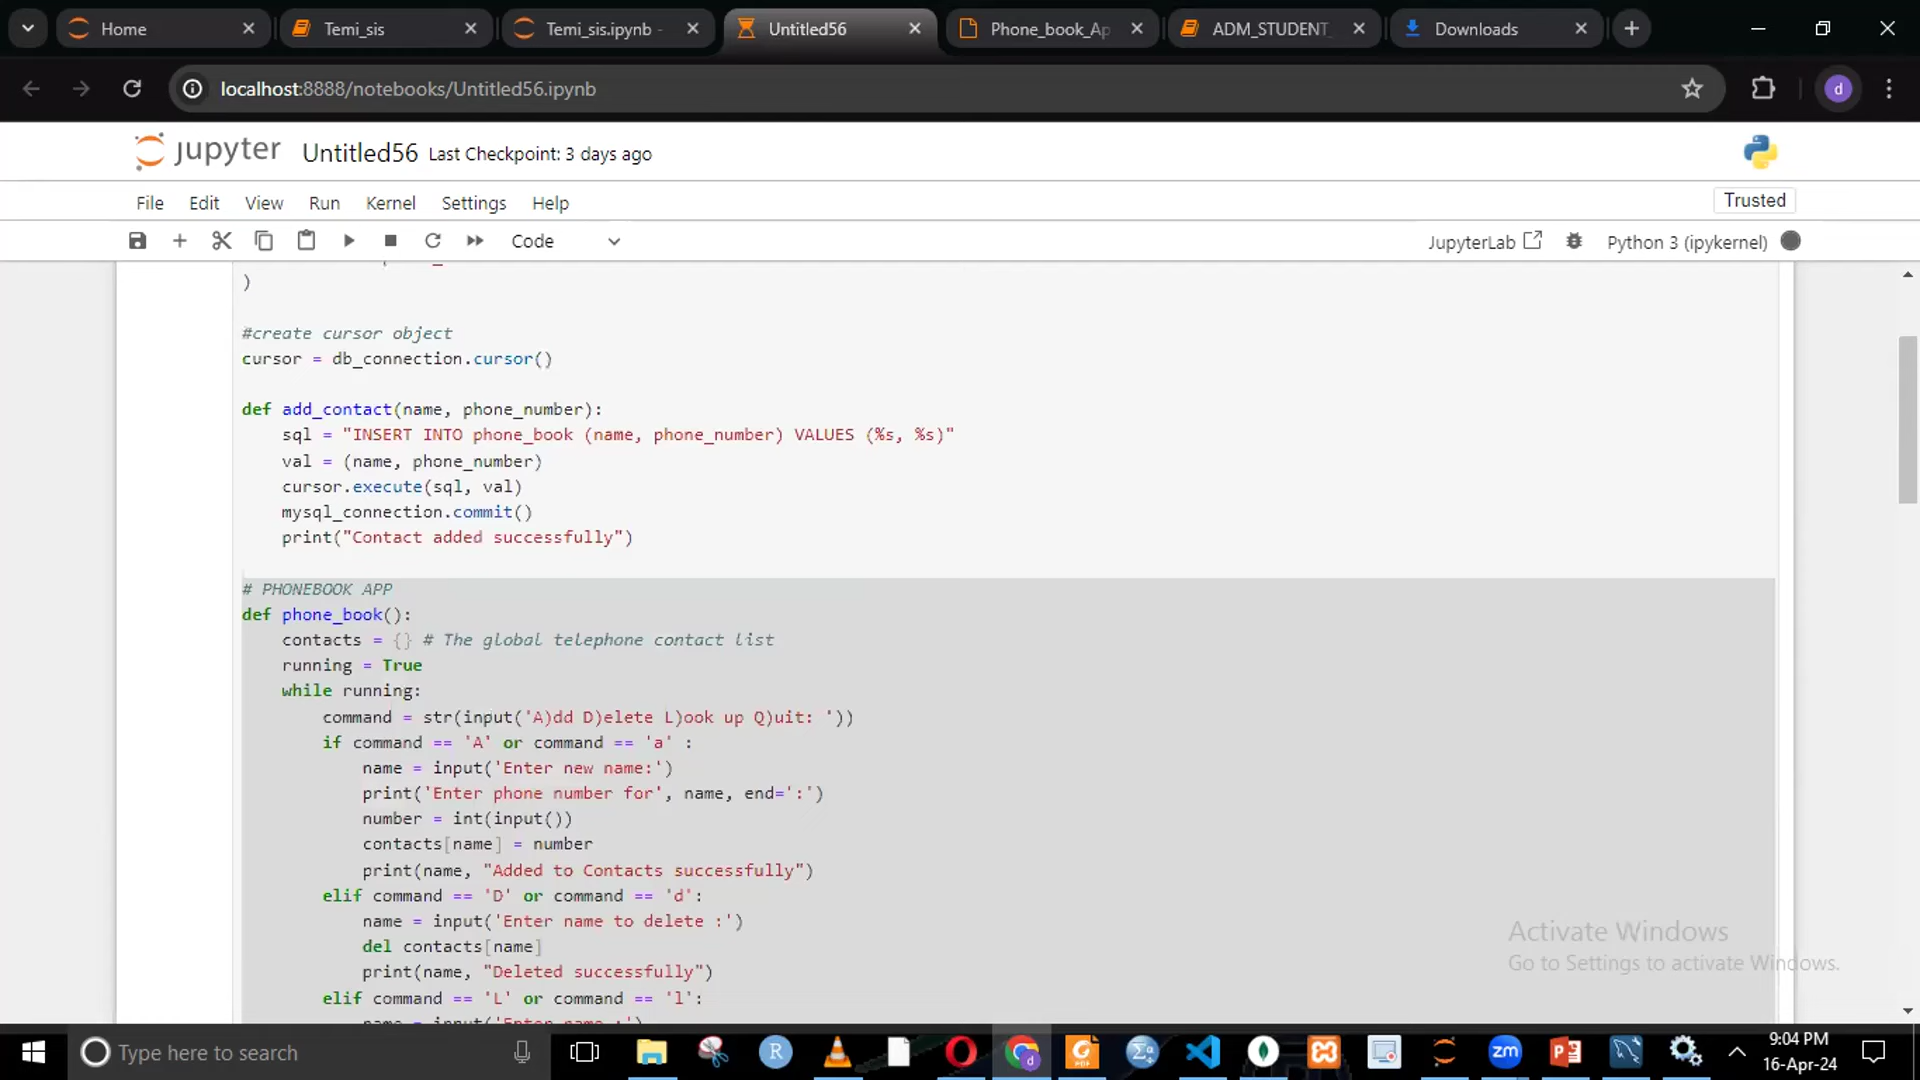 Home
Temi_sis
Temi_sis.ipynb -
Untitled56
Phone_book_Ap
ADM_STUDENT_
Downloads
localhost:8888/notebooks/Untitled56.ipynb
d
jupyter
Untitled56
Last Checkpoint: 3 days ago
File
Edit
View
Run
Kernel
Settings
Help
Trusted
Code
JupyterLab
Python 3 (ipykernel)
)
#create cursor object
cursor = db_connection.cursor()
def add_contact(name, phone_number):
    sql = "INSERT INTO phone_book (name, phone_number) VALUES (%s, %s)"
    val = (name, phone_number)
    cursor.execute(sql, val)
    mysql_connection.commit()
    print("Contact added successfully")
# PHONEBOOK APP
def phone_book():
    contacts = {} # The global telephone contact list
    running = True
    while running:
        command = str(input('A)dd D)elete L)ook up Q)uit: '))
        if command == 'A' or command == 'a' :
            name = input('Enter new name:')
            print('Enter phone number for', name, end=':')
            number = int(input())
            contacts[name] = number
            print(name, "Added to Contacts successfully")
        elif command == 'D' or command == 'd':
            name = input('Enter name to delete :')
            del contacts[name]
            print(name, "Deleted successfully")
        elif command == 'L' or command == 'l':
            name = input('Enter name :')
Activate Windows
Go to Settings to activate Windows.
Type here to search
R
zm
9:04 PM
16-Apr-24